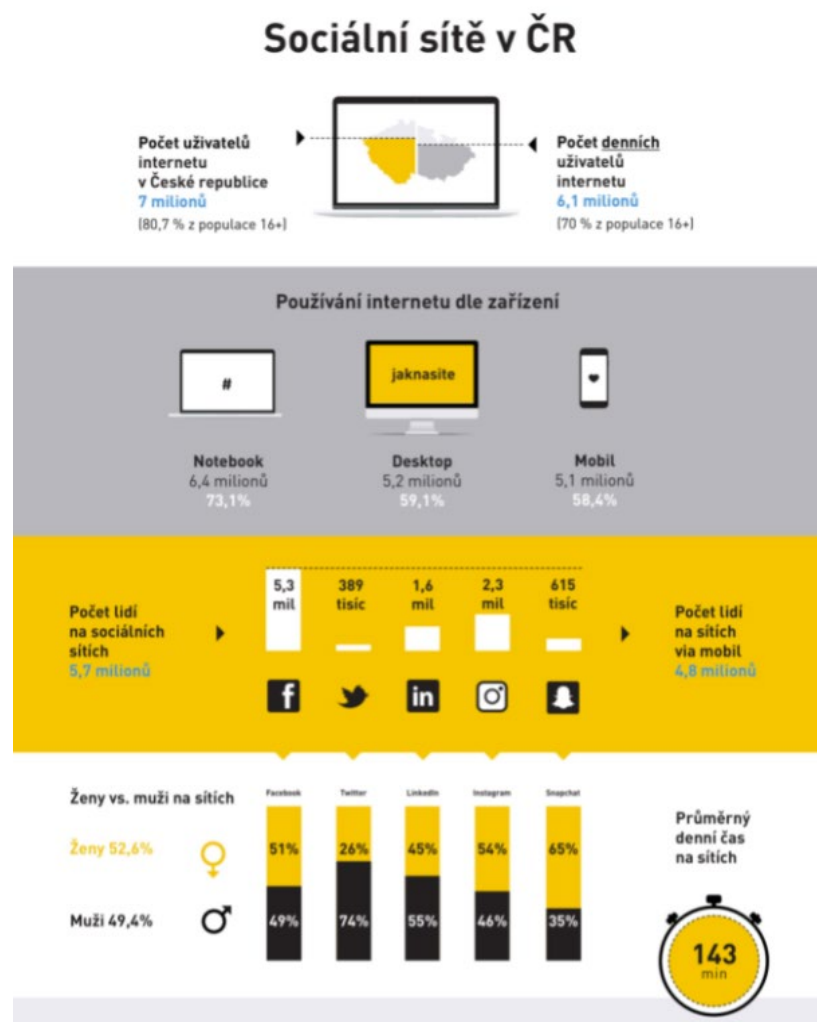 Sociální sítě v ČR
Počet uživatelů
internetu
v České republice
7 milionů
(80,7 % z populace 16+)
Počet denních
uživatelů
internetu
6,1 milionů
(70 % z populace 16+)
Používání internetu dle zařízení
#
jaknasite
Notebook
6,4 milionů
73,1%
Desktop
5,2 milionů
59,1%
Mobil
5,1 milionů
58,4%
Počet lidí
na sociálních
sítích
5,7 milionů
5,3
mil
389
tisíc
1,6
mil
2,3
mil
615
tisíc
Počet lidí
na sítích
via mobil
4,8 milionů
f
in
Ženy vs. muži na sítích
Facebook
Twitter
LinkedIn
Instagram
Snapchat
Ženy 52,6%
51%
26%
45%
54%
65%
Muži 49,4%
49%
74%
55%
46%
35%
Průměrný
denní čas
na sítích
143
min